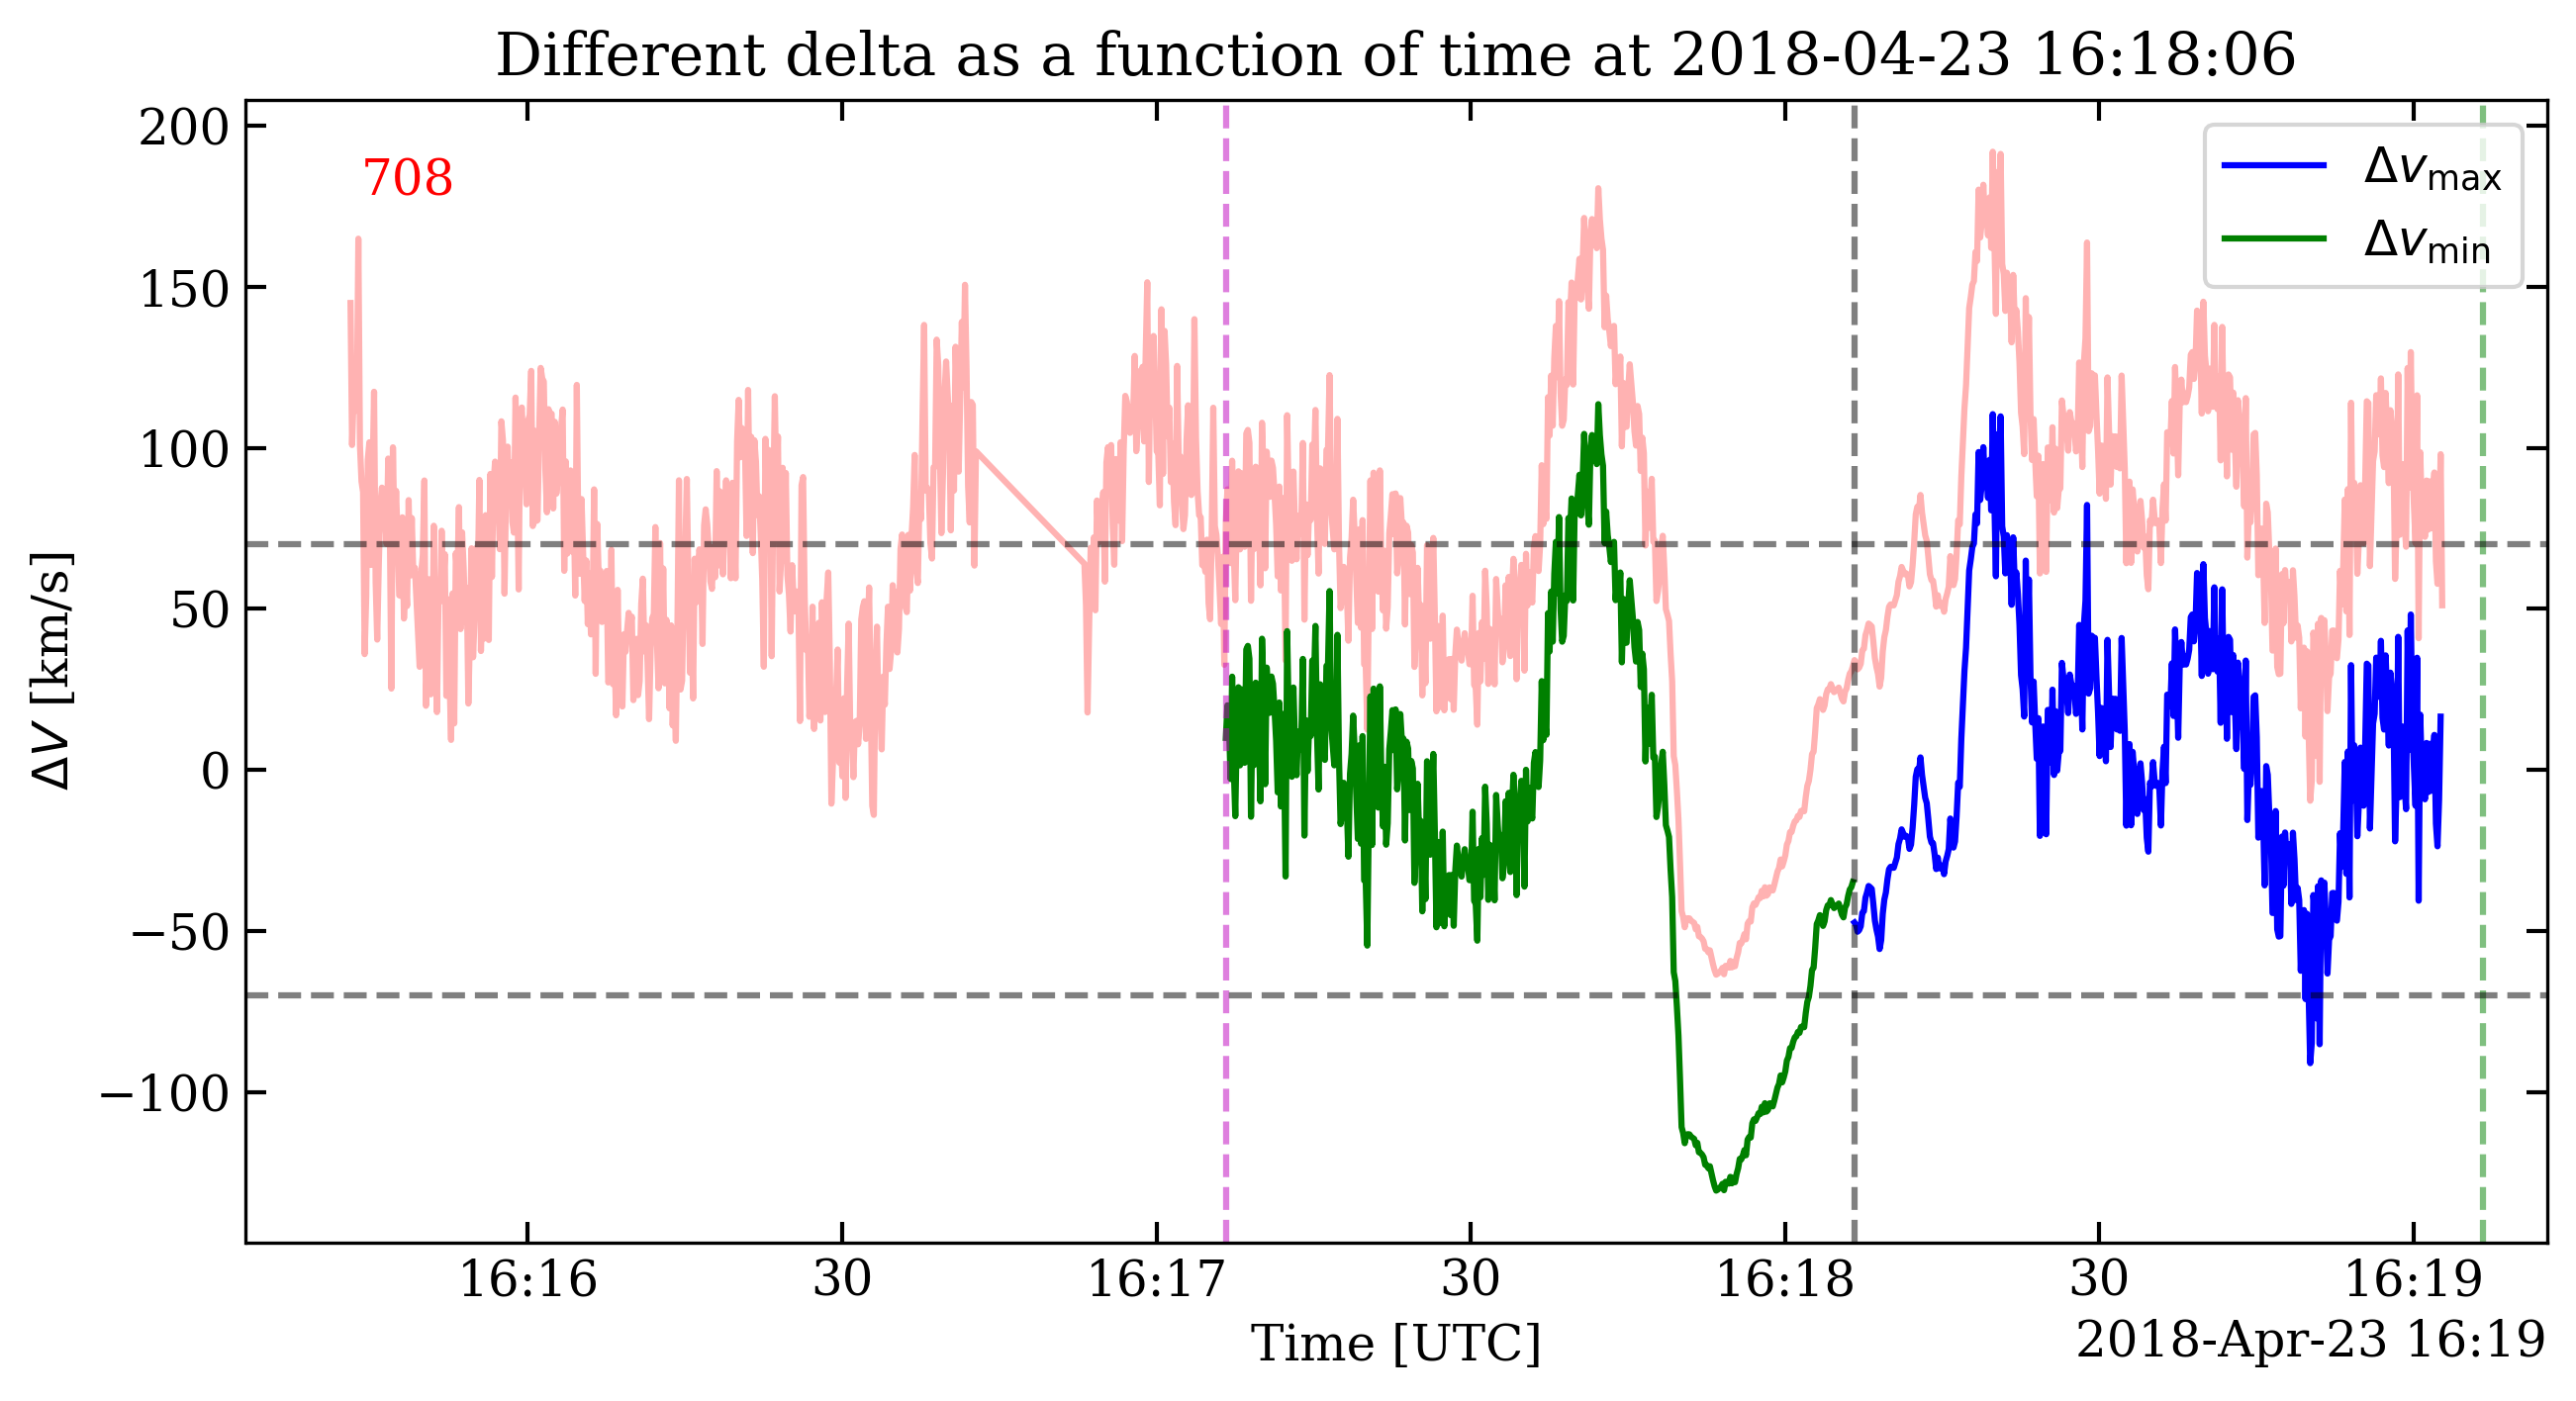 Different delta as a function of time at 2018-04-23 16:18:06
708
Δv_max
Δv_min
ΔV [km/s]
200
150
100
50
0
−50
−100
16:16 30 16:17 30 16:18 30 16:19
Time [UTC]
2018-Apr-23 16:19